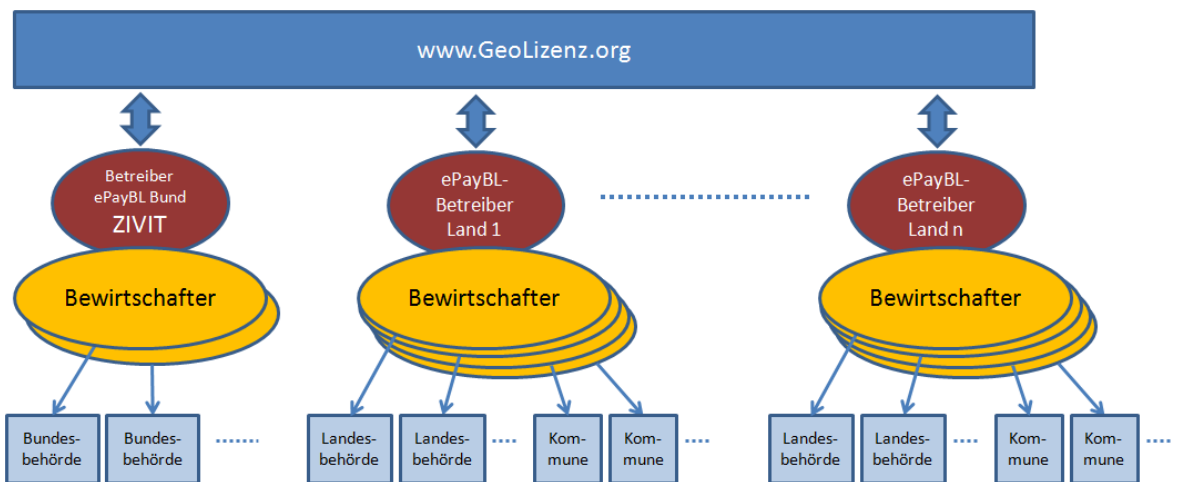 www.GeoLizenz.org
Betreiber
ePayBL Bund
ZIVIT
ePayBL-
Betreiber
Land 1
ePayBL-
Betreiber
Land n
Bewirtschafter
Bewirtschafter
Bewirtschafter
Bundes-
behörde
Bundes-
behörde
Landes-
behörde
Landes-
behörde
Kom-
mune
Kom-
mune
Landes-
behörde
Landes-
behörde
Kom-
mune
Kom-
mune